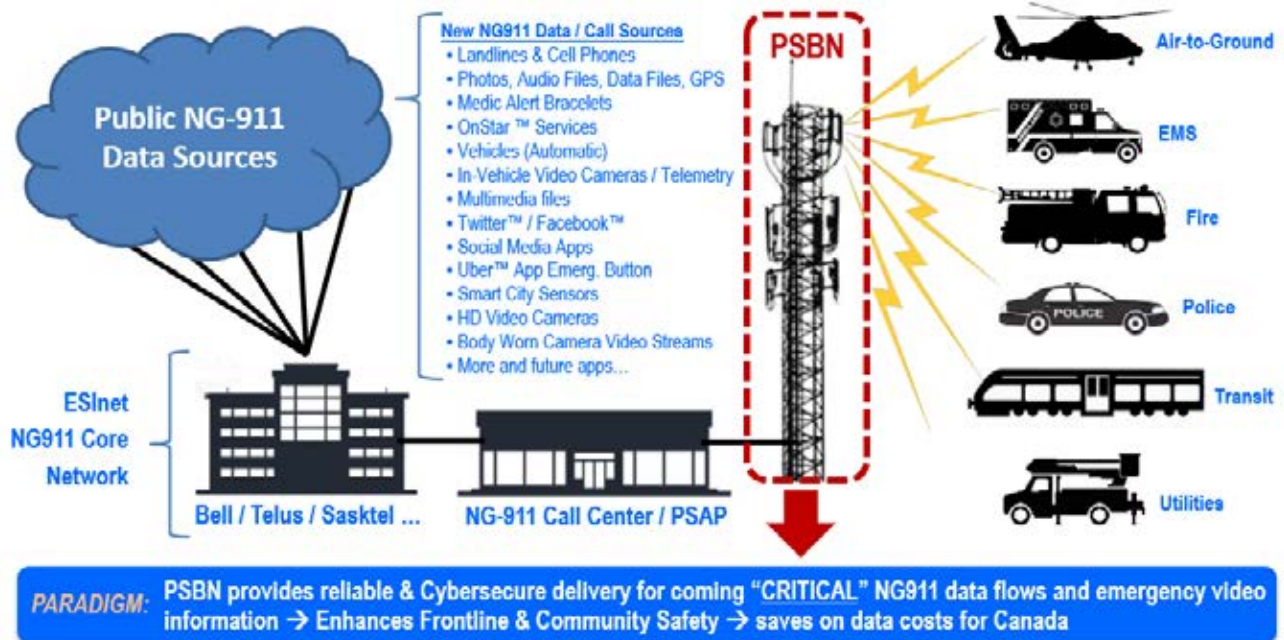 Public NG-911
Data Sources
New NG911 Data / Call Sources
• Landlines & Cell Phones
• Photos, Audio Files, Data Files, GPS
• Medic Alert Bracelets
• OnStar ™ Services
• Vehicles (Automatic)
• In-Vehicle Video Cameras / Telemetry
• Multimedia files
• Twitter™ / Facebook™
• Social Media Apps
• Uber™ App Emerg. Button
• Smart City Sensors
• HD Video Cameras
• Body Worn Camera Video Streams
• More and future apps...
PSBN
Air-to-Ground
EMS
Fire
POLICE
Police
Transit
Utilities
ESInet
NG911 Core
Network
Bell / Telus / Sasktel ...
NG-911 Call Center / PSAP
PARADIGM: PSBN provides reliable & Cybersecure delivery for coming “CRITICAL” NG911 data flows and emergency video
information → Enhances Frontline & Community Safety → saves on data costs for Canada